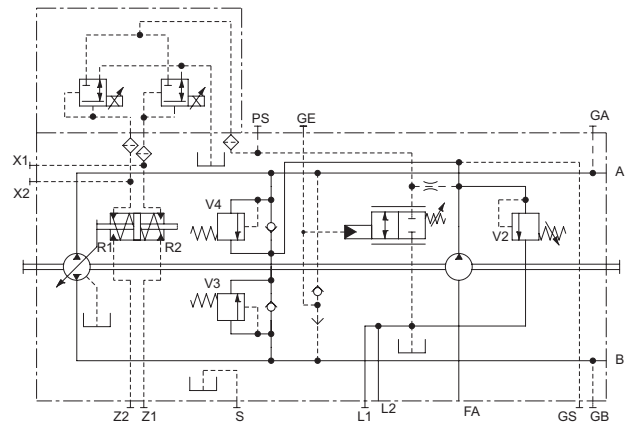 PS GE GA
X1
A
X2
V4
R1 R2 V2
V3
B
Z2 Z1 S L1 L2 FA GS GB